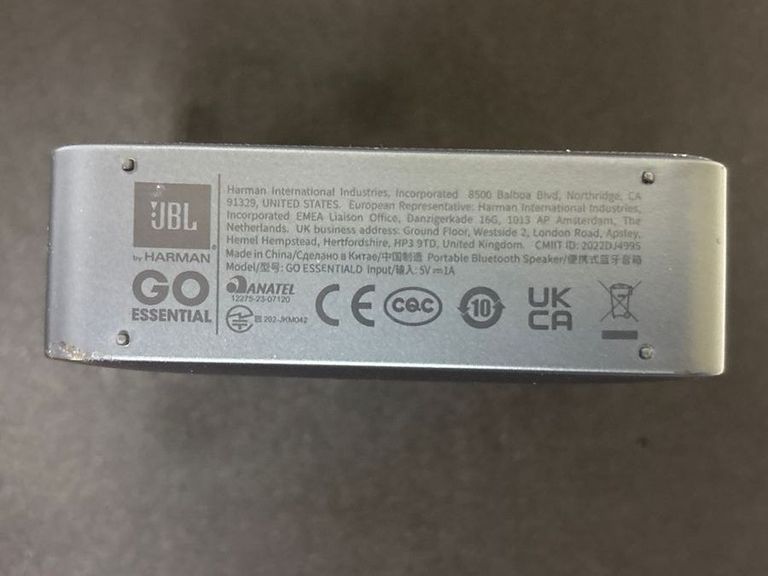 JBL
by HARMAN
GO
ESSENTIAL
Harman International Industries, Incorporated 8500 Balboa Blvd, Northridge, CA
91329, UNITED STATES. European Representative: Harman International Industries,
Incorporated EMEA Liaison Office, Danzigerkade 16G, 1013 AP Amsterdam, The
Netherlands. UK business address: Ground Floor, Westside 2, London Road, Apsley,
Hemel Hempstead, Hertfordshire, HP3 9TD, United Kingdom. CMIIT ID: 2022DJ4995
Made in China/Сделано в Китае/中国制造 Portable Bluetooth Speaker/便携式蓝牙音箱
Model/型号: GO ESSENTIALD Input/输入: 5V⎓1A
ANATEL
12275-23-07120
202-JKM042
CE
CQC
10
UK
CA